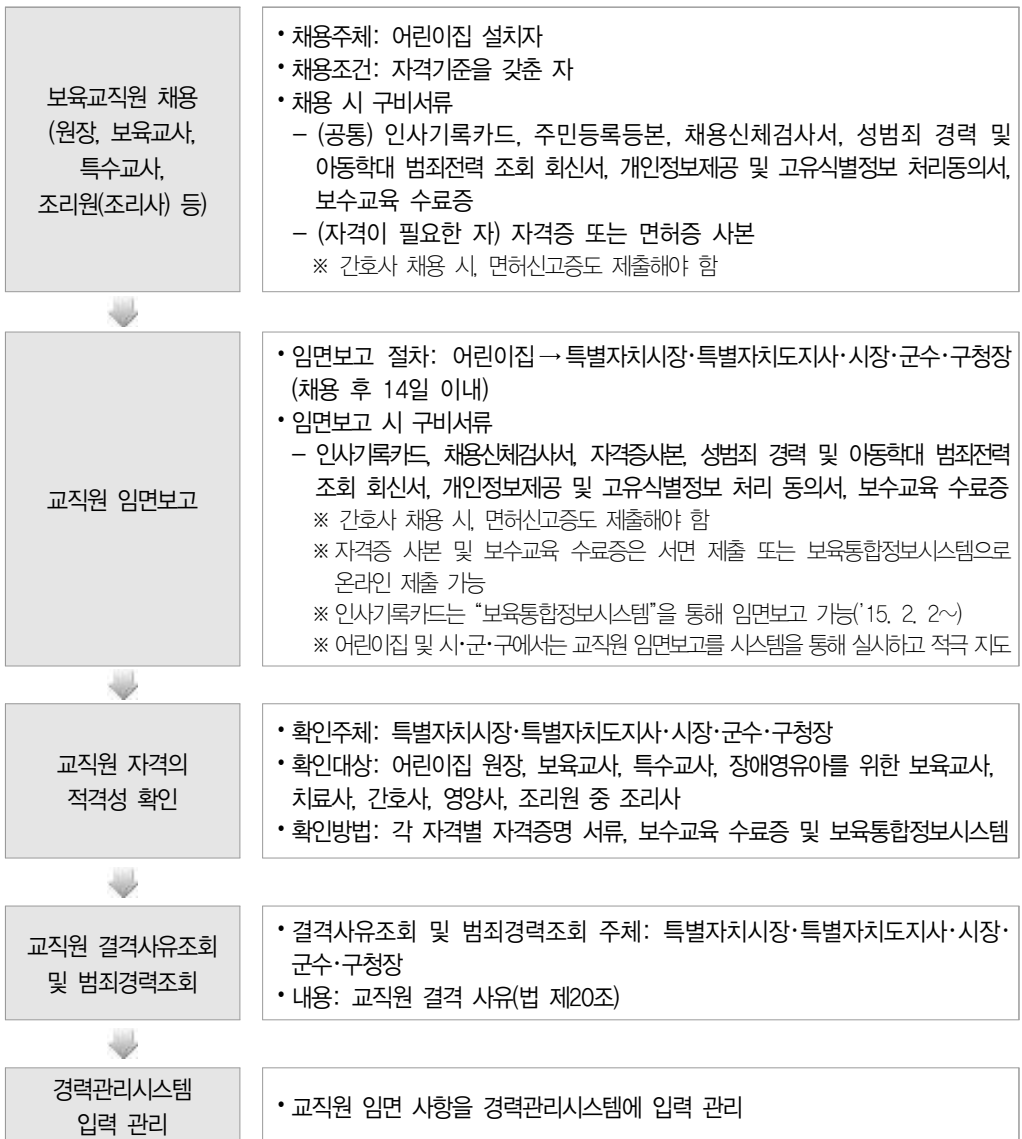 보육교직원 채용
(원장, 보육교사,
특수교사,
조리원(조리사) 등)
• 채용주체: 어린이집 설치자
• 채용조건: 자격기준을 갖춘 자
• 채용 시 구비서류
– (공통) 인사기록카드, 주민등록등본, 채용신체검사서, 성범죄 경력 및
아동학대 범죄전력 조회 회신서, 개인정보제공 및 고유식별정보 처리동의서,
보수교육 수료증
– (자격이 필요한 자) 자격증 또는 면허증 사본
※ 간호사 채용 시, 면허신고증도 제출해야 함
교직원 임면보고
• 임면보고 절차: 어린이집→특별자치시장·특별자치도지사·시장·군수·구청장
(채용 후 14일 이내)
• 임면보고 시 구비서류
– 인사기록카드, 채용신체검사서, 자격증사본, 성범죄 경력 및 아동학대 범죄전력
조회 회신서, 개인정보제공 및 고유식별정보 처리 동의서, 보수교육 수료증
※ 간호사 채용 시, 면허신고증도 제출해야 함
※ 자격증 사본 및 보수교육 수료증은 서면 제출 또는 보육통합정보시스템으로
온라인 제출 가능
※ 인사기록카드는 “보육통합정보시스템”을 통해 임면보고 가능(’15. 2. 2~)
※ 어린이집 및 시·군·구에서는 교직원 임면보고를 시스템을 통해 실시하고 적극 지도
교직원 자격의
적격성 확인
• 확인주체: 특별자치시장·특별자치도지사·시장·군수·구청장
• 확인대상: 어린이집 원장, 보육교사, 특수교사, 장애영유아를 위한 보육교사,
치료사, 간호사, 영양사, 조리원 중 조리사
• 확인방법: 각 자격별 자격증명 서류, 보수교육 수료증 및 보육통합정보시스템
교직원 결격사유조회
및 범죄경력조회
• 결격사유조회 및 범죄경력조회 주체: 특별자치시장·특별자치도지사·시장·
군수·구청장
• 내용: 교직원 결격 사유(법 제20조)
경력관리시스템
입력 관리
• 교직원 임면 사항을 경력관리시스템에 입력 관리